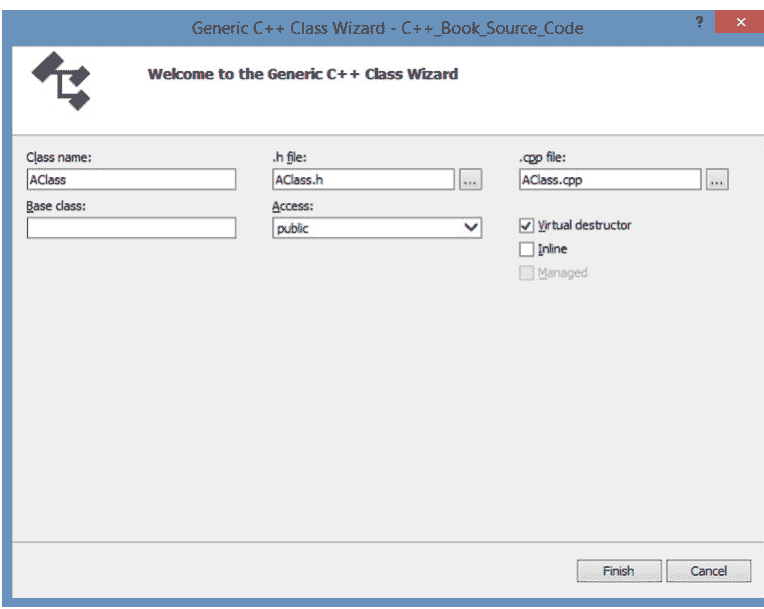 Generic C++ Class Wizard - C++_Book_Source_Code
?
Welcome to the Generic C++ Class Wizard
Class name: .h file: .cpp file:
AClass AClass.h ... AClass.cpp ...
Base class: Access:
public
Virtual destructor
Inline
Managed
Finish Cancel